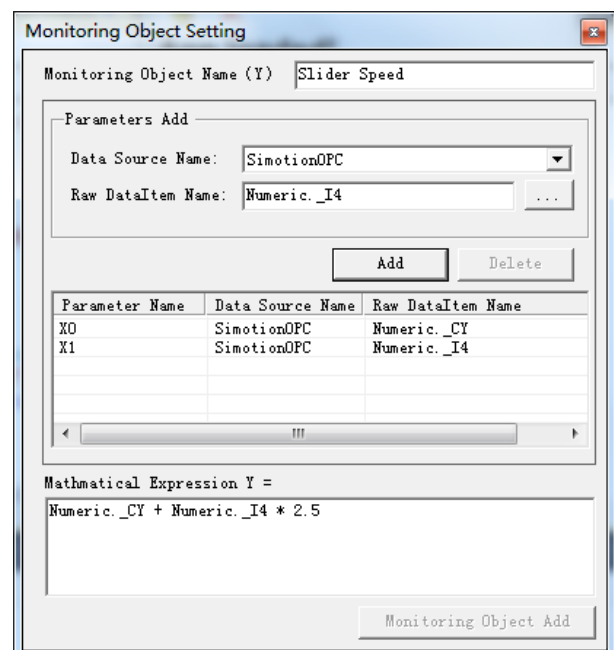 Monitoring Object Setting
Monitoring Object Name (Y) Slider Speed
Parameters Add
Data Source Name: SimotionOPC
Raw DataItem Name: Numeric._I4 ...
Add Delete
Parameter Name Data Source Name Raw DataItem Name
X0 SimotionOPC Numeric._CY
X1 SimotionOPC Numeric._I4
Mathmatical Expression Y =
Numeric._CY + Numeric._I4 * 2.5
Monitoring Object Add